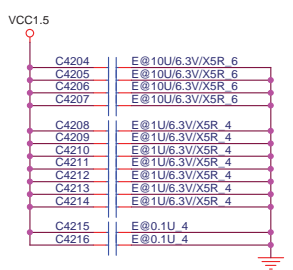 VCC1.5
C4204 E@10U/6.3V/X5R_6
C4205 E@10U/6.3V/X5R_6
C4206 E@10U/6.3V/X5R_6
C4207 E@10U/6.3V/X5R_6
C4208 E@1U/6.3V/X5R_4
C4209 E@1U/6.3V/X5R_4
C4210 E@1U/6.3V/X5R_4
C4211 E@1U/6.3V/X5R_4
C4212 E@1U/6.3V/X5R_4
C4213 E@1U/6.3V/X5R_4
C4214 E@1U/6.3V/X5R_4
C4215 E@0.1U_4
C4216 E@0.1U_4